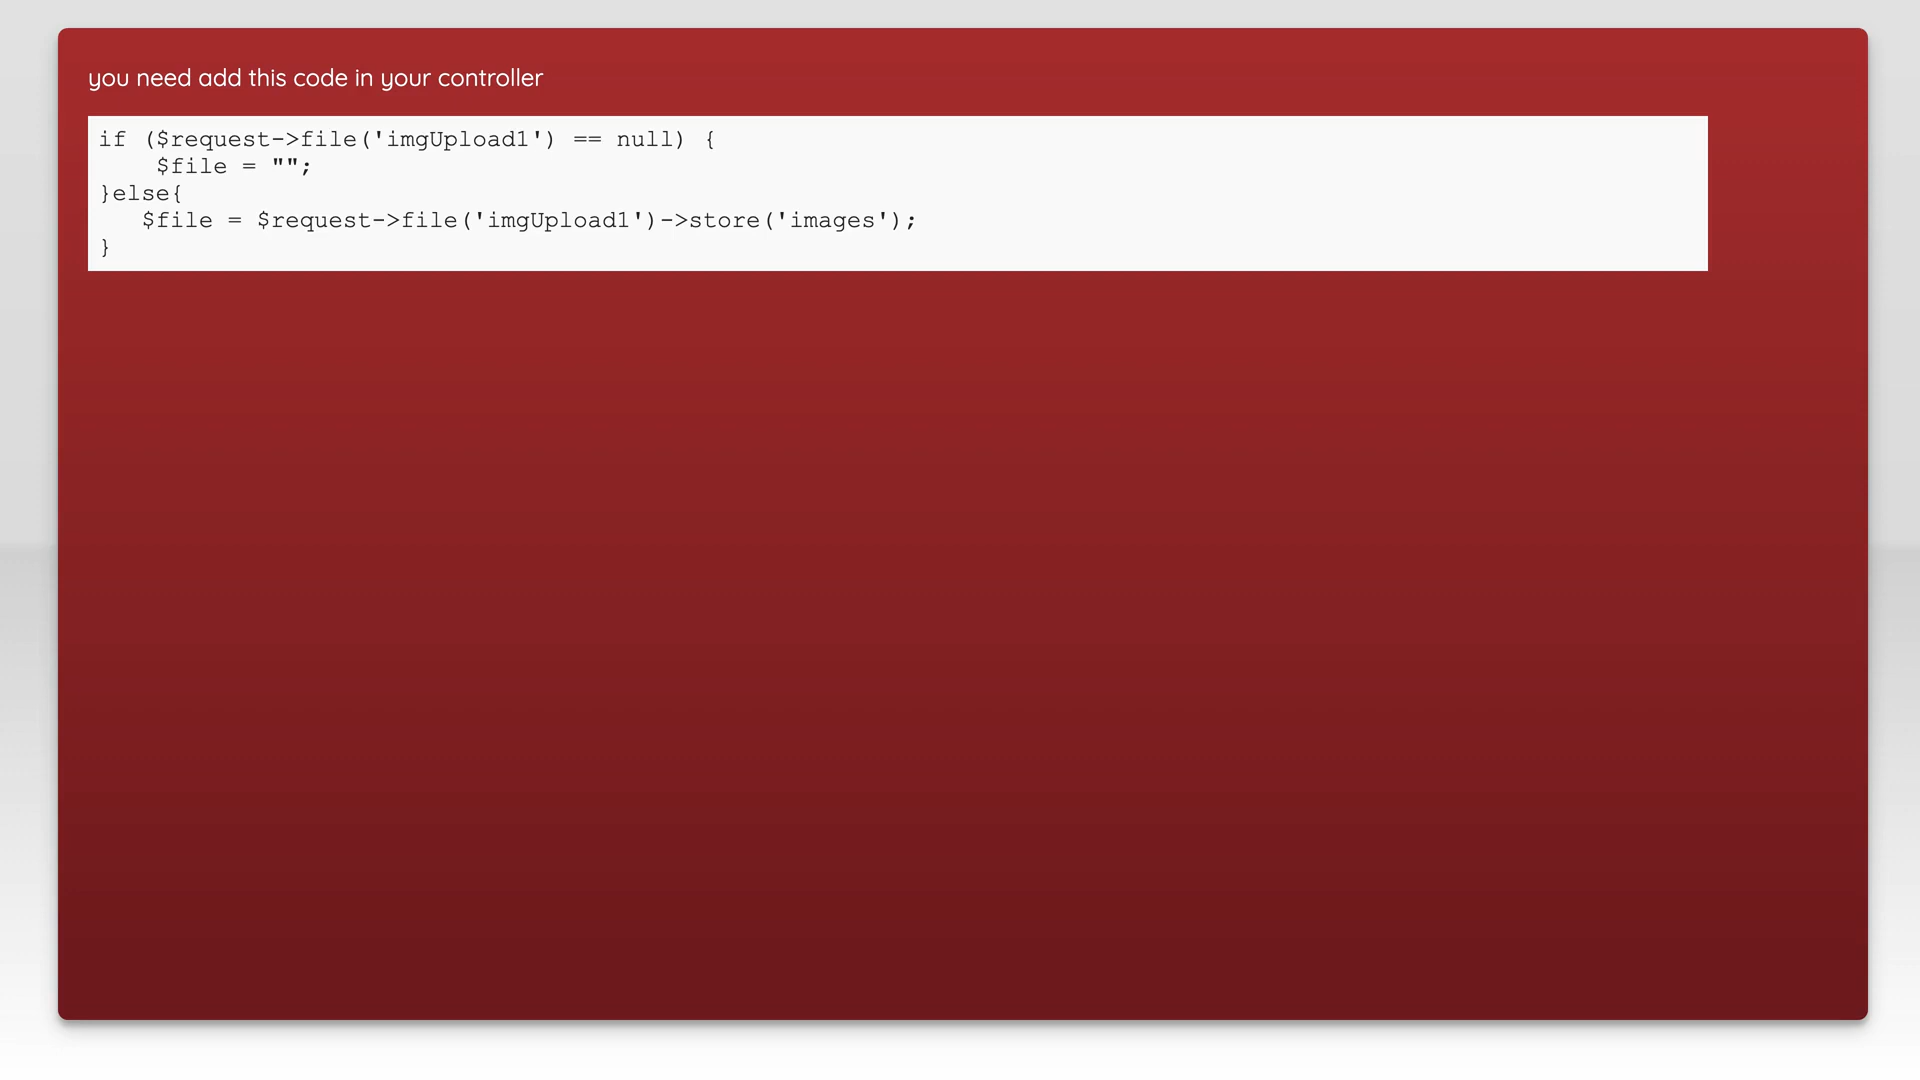 you need add this code in your controller
if ($request->file('imgUpload1') == null) {
    $file = "";
}else{
   $file = $request->file('imgUpload1')->store('images');
}